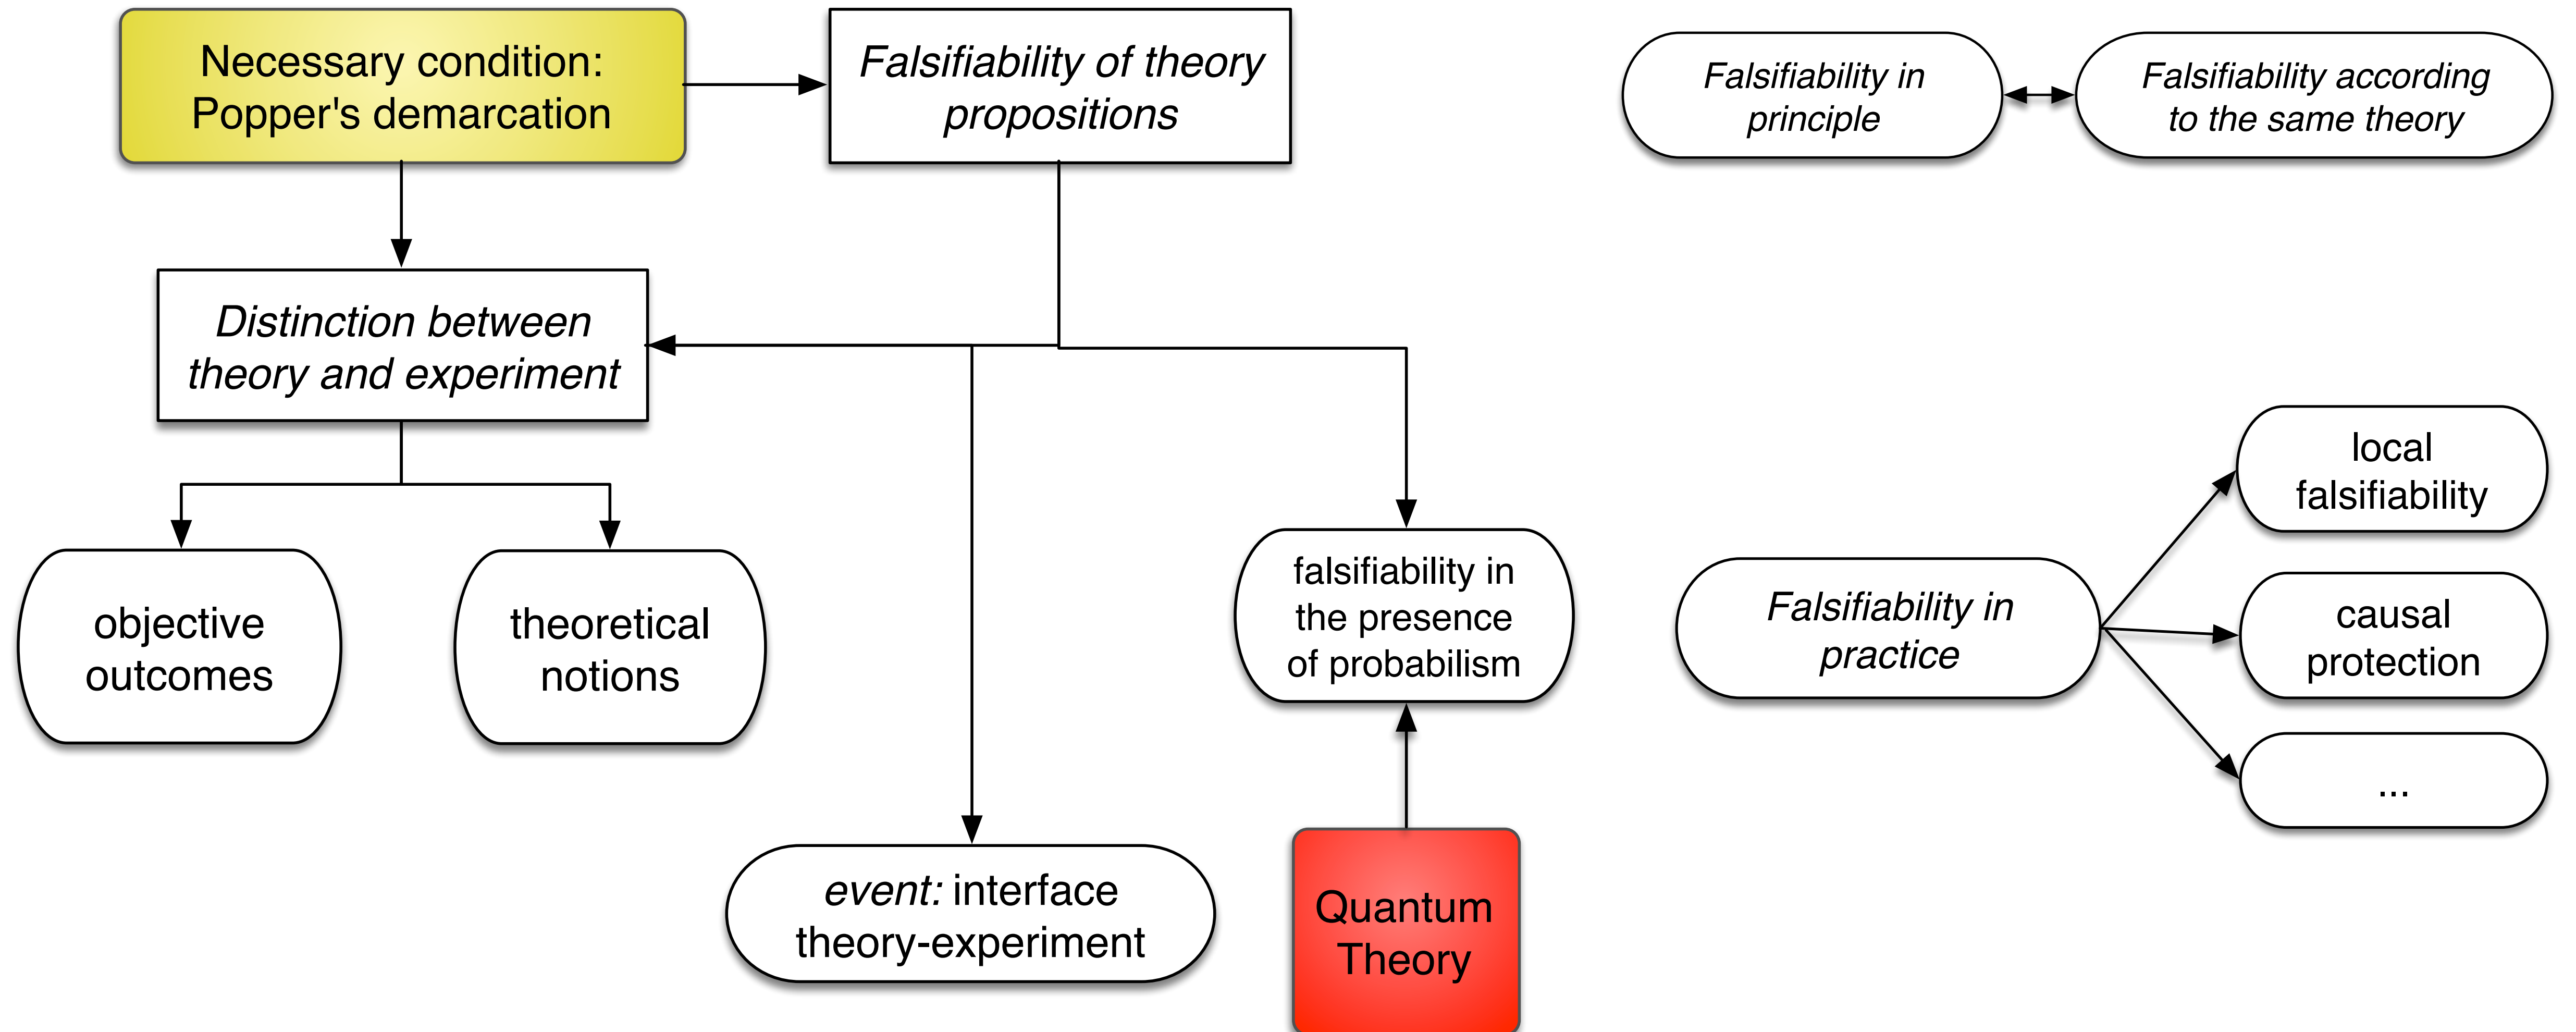 Necessary condition:
Popper's demarcation
Falsifiability of theory
propositions
Falsifiability in
principle
Falsifiability according
to the same theory
Distinction between
theory and experiment
objective
outcomes
theoretical
notions
falsifiability in
the presence
of probabilism
event: interface
theory-experiment
Quantum
Theory
Falsifiability in
practice
local
falsifiability
causal
protection
...